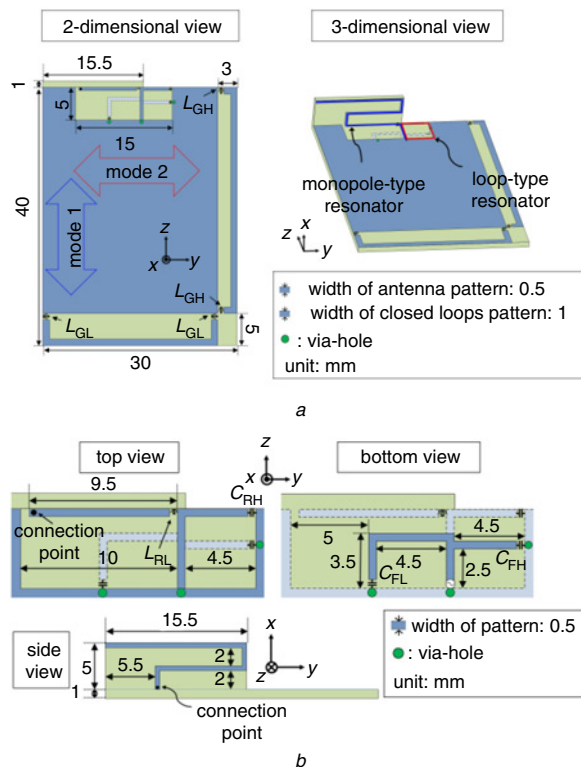 2-dimensional view
3-dimensional view
15.5
3
1
5
L_GH
15
mode 2
40
mode 1
z
x
y
L_GH
L_GL
L_GL
5
30
monopole-type
resonator
loop-type
resonator
z
x
y
width of antenna pattern: 0.5
width of closed loops pattern: 1
: via-hole
unit: mm
a
top view
z
x
y
bottom view
9.5
C_RH
connection
point
L_RL
10
4.5
5
3.5
4.5
C_FL
4.5
C_FH
2.5
15.5
side
view
5
5.5
2
2
1
x
z
y
connection
point
width of pattern: 0.5
: via-hole
unit: mm
b